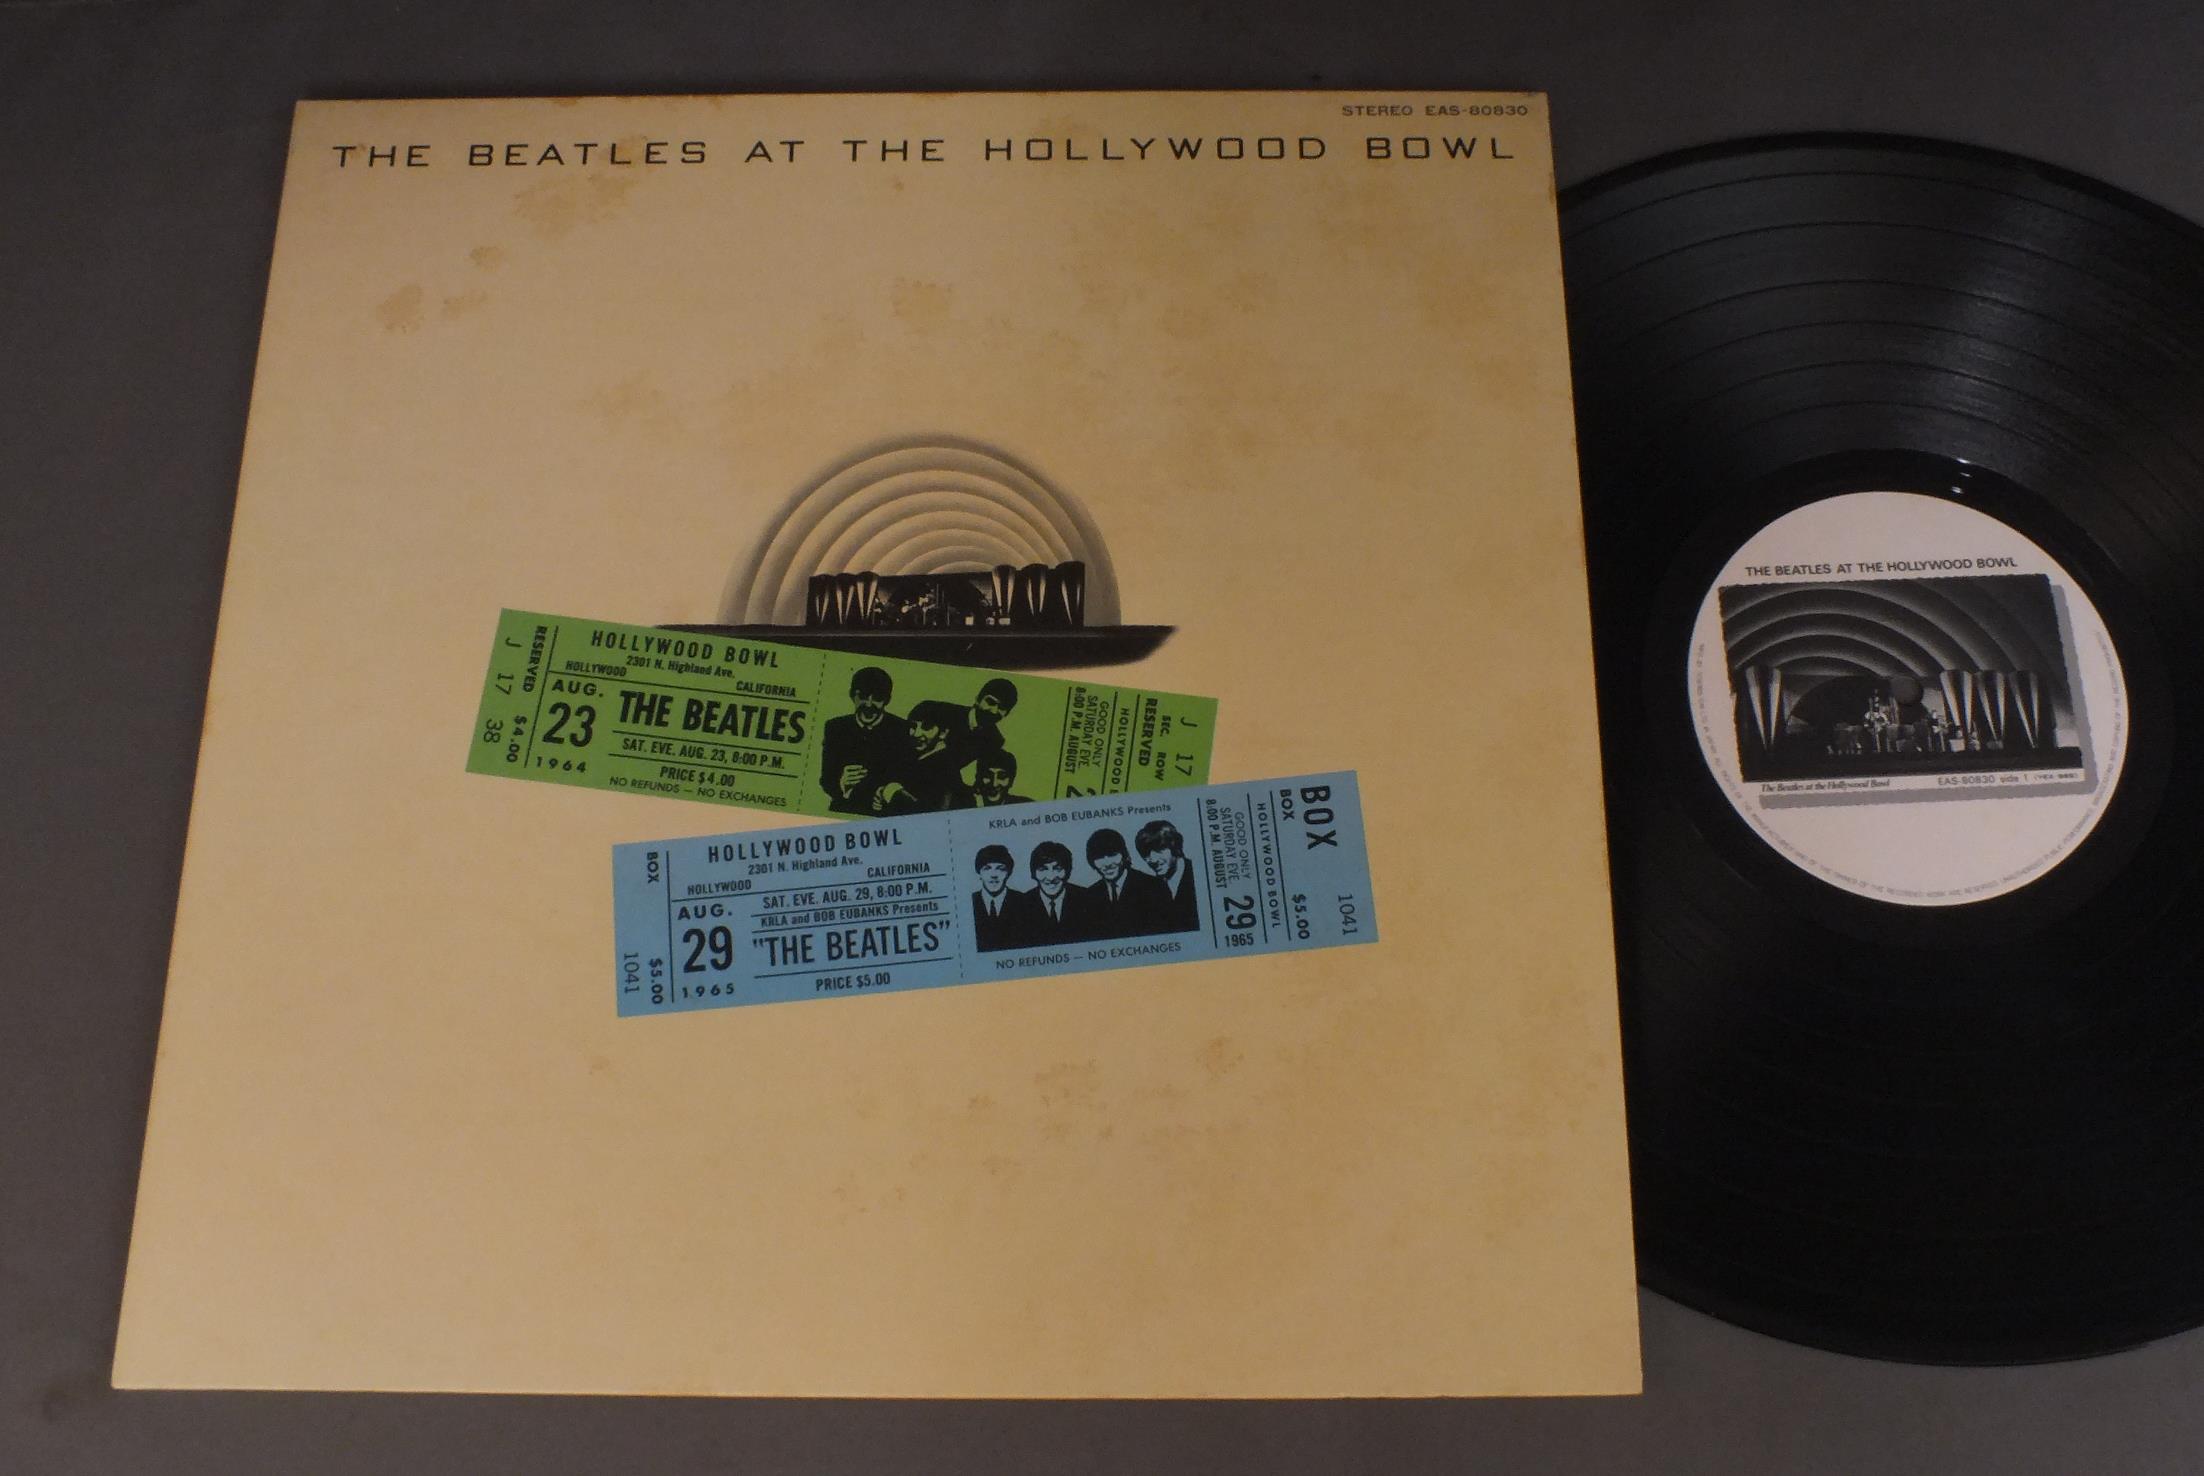 STEREO EAS-80830
THE BEATLES AT THE HOLLYWOOD BOWL
RESERVED
J 17 38
$4.00
HOLLYWOOD BOWL
2301 N. Highland Ave.
HOLLYWOOD CALIFORNIA
AUG.
23
1964
THE BEATLES
SAT. EVE. AUG. 23, 8:00 P.M.
PRICE $4.00
NO REFUNDS — NO EXCHANGES
GOOD ONLY
SATURDAY EVE.
8:00 P.M. AUGUST
HOLLYWOOD B
RESERVED
SEC. ROW
J 17
BOX
$5.00
1041
HOLLYWOOD BOWL
2301 N. Highland Ave.
HOLLYWOOD CALIFORNIA
AUG.
29
1965
SAT. EVE. AUG. 29, 8:00 P.M.
KRLA and BOB EUBANKS Presents
"THE BEATLES"
PRICE $5.00
KRLA and BOB EUBANKS Presents
NO REFUNDS — NO EXCHANGES
GOOD ONLY
SATURDAY EVE.
8:00 P.M. AUGUST
29
1965
HOLLYWOOD BOWL
BOX
$5.00
BOX
1041
THE BEATLES AT THE HOLLYWOOD BOWL
The Beatles at the Hollywood Bowl
EAS-80830 side 1